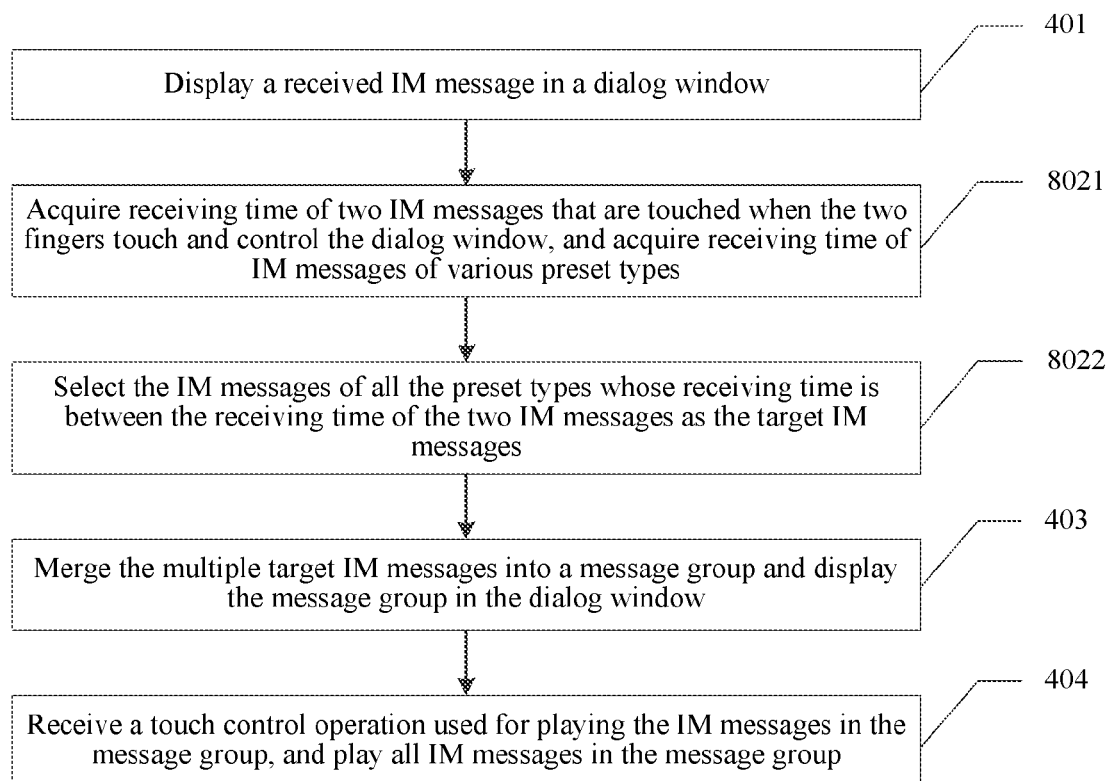 401
Display a received IM message in a dialog window
8021
Acquire receiving time of two IM messages that are touched when the two
fingers touch and control the dialog window, and acquire receiving time of
IM messages of various preset types
8022
Select the IM messages of all the preset types whose receiving time is
between the receiving time of the two IM messages as the target IM
messages
403
Merge the multiple target IM messages into a message group and display
the message group in the dialog window
404
Receive a touch control operation used for playing the IM messages in the
message group, and play all IM messages in the message group